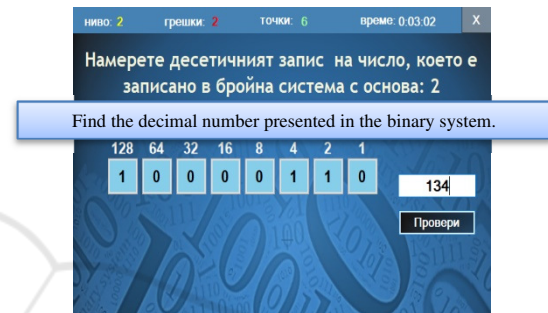 ниво: 2 грешки: 2 точки: 6 време: 0:03:02 X
Намерете десетичният запис на число, което е
записано в бройна система с основа: 2
Find the decimal number presented in the binary system.
128 64 32 16 8 4 2 1
1 0 0 0 0 1 1 0
134
Провери